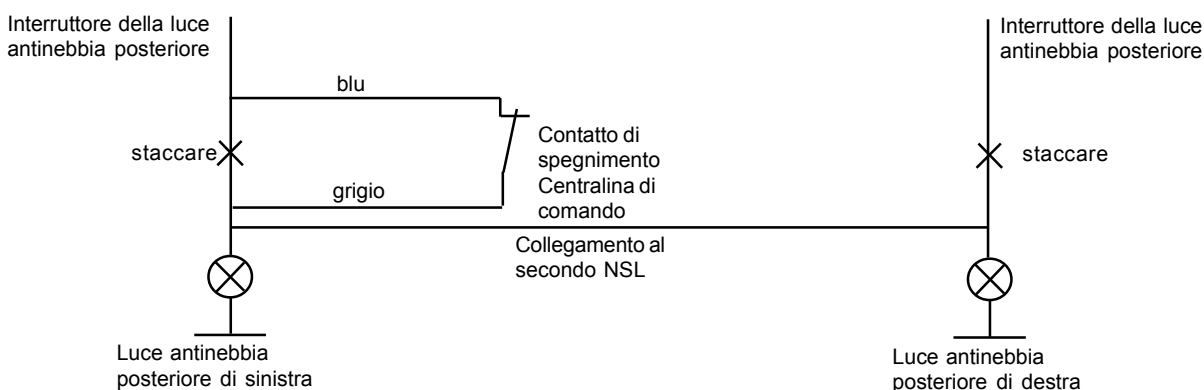 Interruttore della luce
antinebbia posteriore
Interruttore della luce
antinebbia posteriore
blu
staccare
Contatto di
spegnimento
Centralina di
comando
staccare
grigio
Collegamento al
secondo NSL
Luce antinebbia
posteriore di sinistra
Luce antinebbia
posteriore di destra